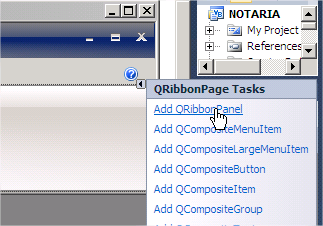 NOTARIA
My Project
References
QRibbonPage Tasks
Add QRibbonPanel
Add QCompositeMenuItem
Add QCompositeLargeMenuItem
Add QCompositeButton
Add QCompositeItem
Add QCompositeGroup